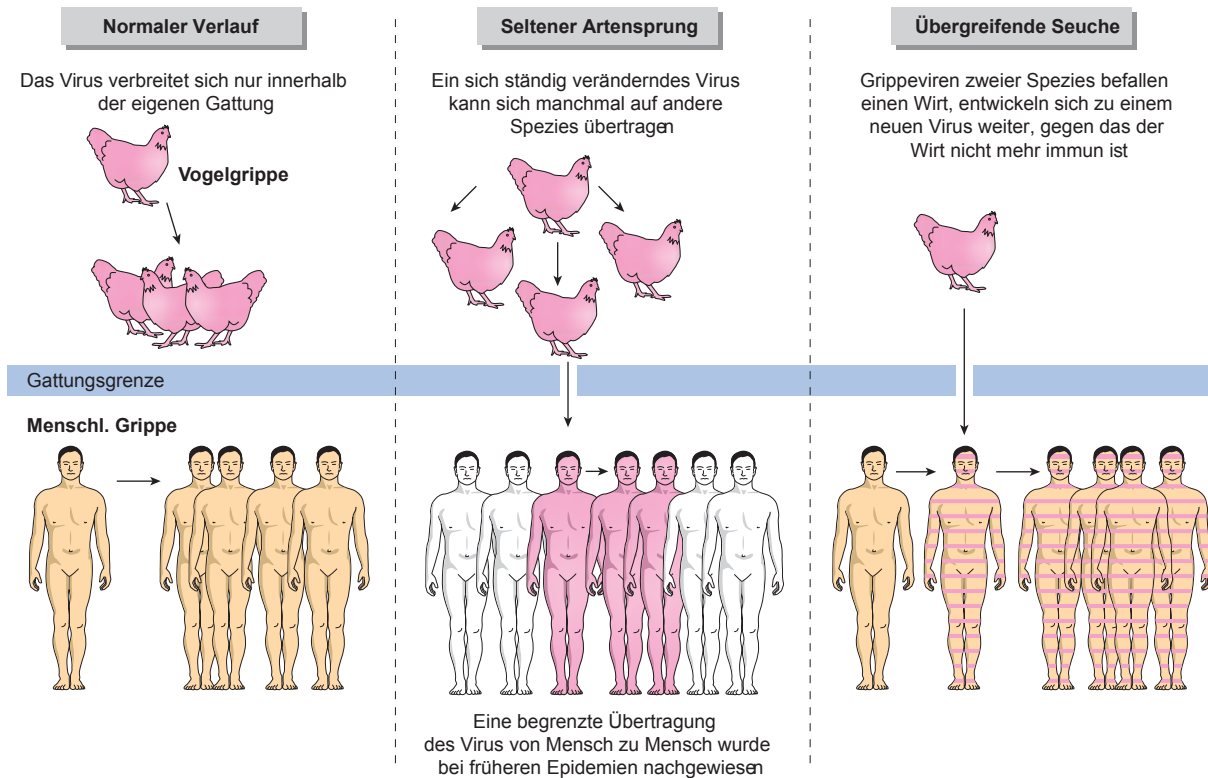 Normaler Verlauf
Das Virus verbreitet sich nur innerhalb
der eigenen Gattung
Vogelgrippe
Seltener Artensprung
Ein sich ständig veränderndes Virus
kann sich manchmal auf andere
Spezies übertragen
Übergreifende Seuche
Grippeviren zweier Spezies befallen
einen Wirt, entwickeln sich zu einem
neuen Virus weiter, gegen das der
Wirt nicht mehr immun ist
Gattungsgrenze
Menschl. Grippe
Eine begrenzte Übertragung
des Virus von Mensch zu Mensch wurde
bei früheren Epidemien nachgewiesen